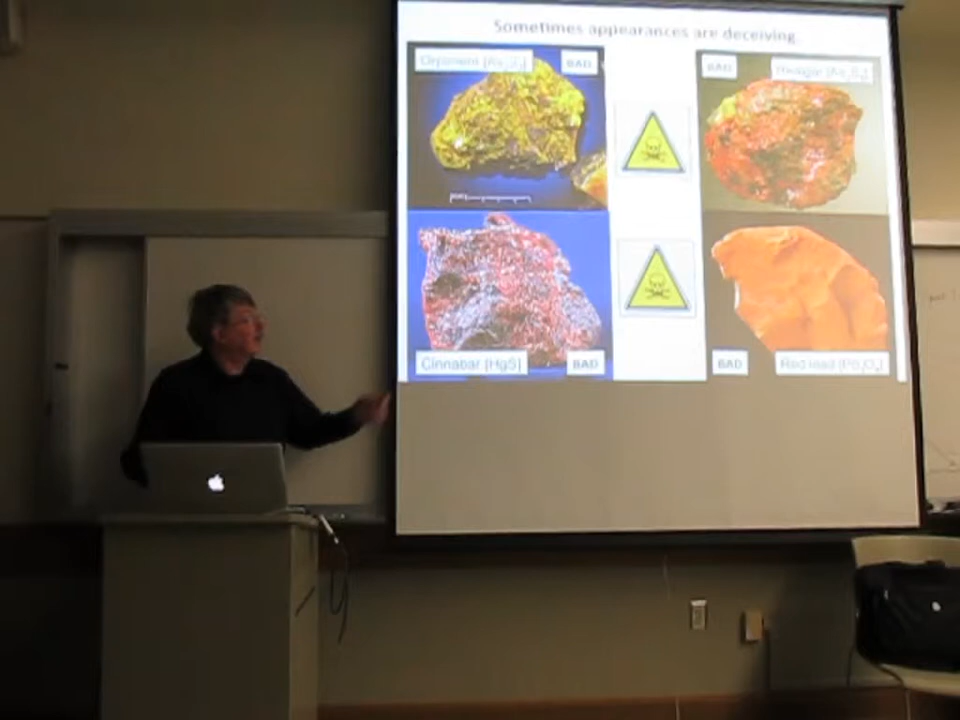 Sometimes appearances are deceiving.
Orpiment [As₂S₃]
BAD
BAD
Realgar [As₄S₄]
Cinnabar [HgS]
BAD
BAD
Red lead [Pb₃O₄]